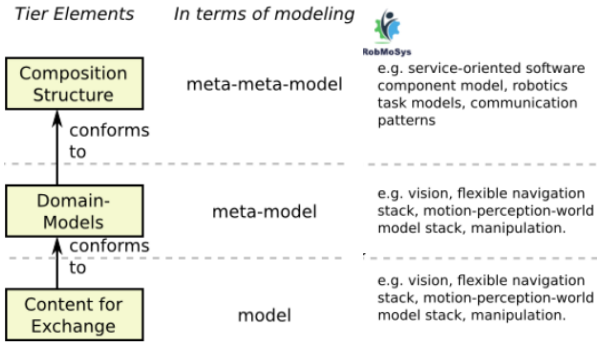 Tier Elements
In terms of modeling
RobMoSys
Composition
Structure
meta-meta-model
e.g. service-oriented software
component model, robotics
task models, communication
patterns
conforms
to
Domain-
Models
meta-model
e.g. vision, flexible navigation
stack, motion-perception-world
model stack, manipulation.
conforms
to
Content for
Exchange
model
e.g. vision, flexible navigation
stack, motion-perception-world
model stack, manipulation.